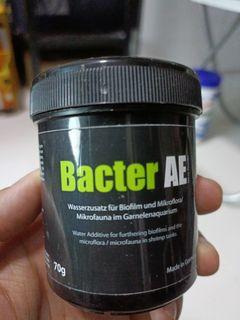 Bacter AE
Wasserzusatz für Biofilm und Mikroflora/
Mikrofauna im Garnelenaquarium
Water Additive for furthering biofilms and the
microflora / microfauna in shrimp tanks.
70g
Made in